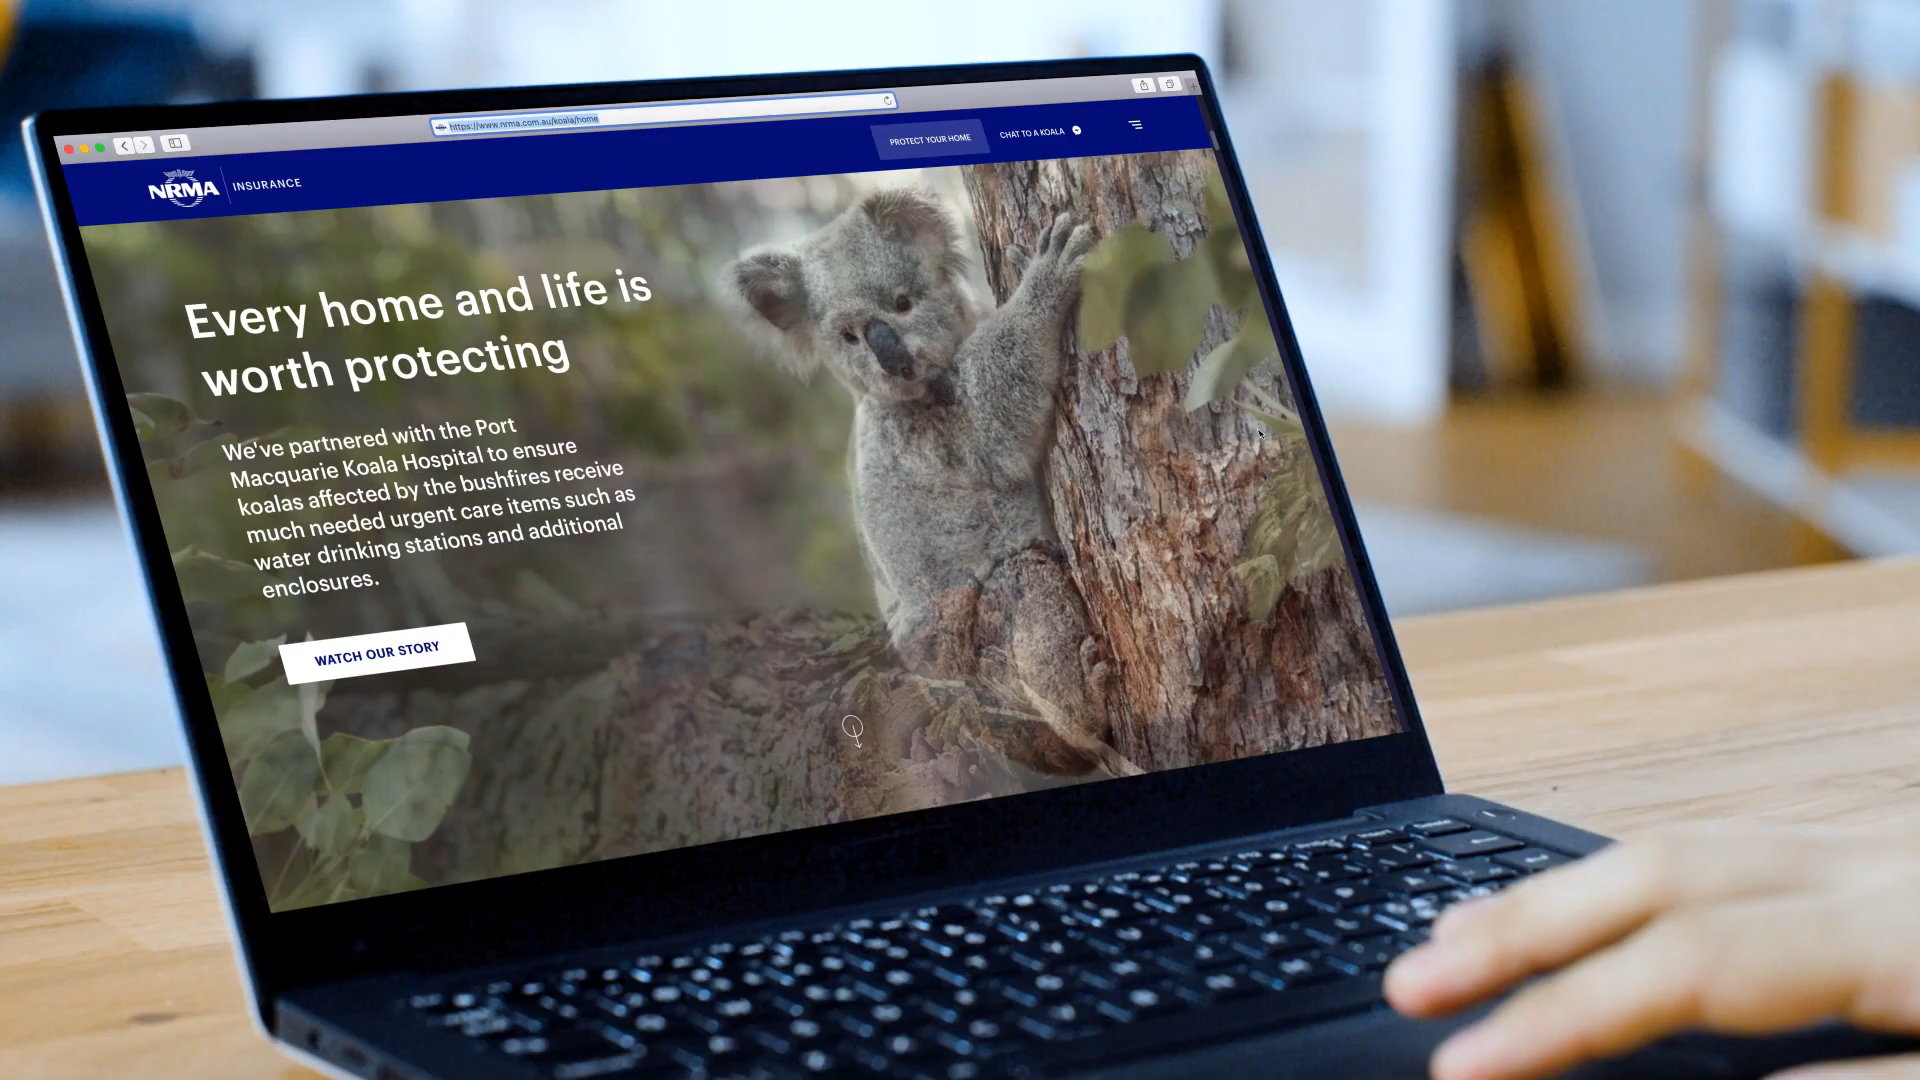 https://www.nrma.com.au/koala/home
NRMA INSURANCE
PROTECT YOUR HOME
CHAT TO A KOALA
Every home and life is
worth protecting
We've partnered with the Port
Macquarie Koala Hospital to ensure
koalas affected by the bushfires receive
much needed urgent care items such as
water drinking stations and additional
enclosures.
WATCH OUR STORY